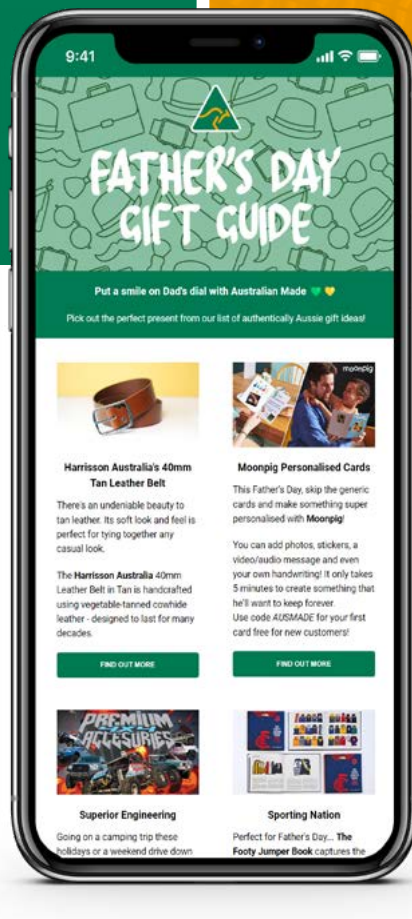 9:41
FATHER'S DAY
GIFT GUIDE
Put a smile on Dad's dial with Australian Made 💚 💛
Pick out the perfect present from our list of authentically Aussie gift ideas!
Harrisson Australia's 40mm
Tan Leather Belt
There's an undeniable beauty to
tan leather. Its soft look and feel is
perfect for tying together any
casual look.
The Harrisson Australia 40mm
Leather Belt in Tan is handcrafted
using vegetable-tanned cowhide
leather - designed to last for many
decades.
FIND OUT MORE
moonpig
Moonpig Personalised Cards
This Father's Day, skip the generic
cards and make something super
personalised with Moonpig!
You can add photos, stickers, a
video/audio message and even
your own handwriting! It only takes
5 minutes to create something that
he'll want to keep forever.
Use code AUSMADE for your first
card free for new customers!
FIND OUT MORE
PREMIUM
ACCESSORIES
Superior Engineering
Going on a camping trip these
holidays or a weekend drive down
Sporting Nation
Perfect for Father's Day... The
Footy Jumper Book captures the